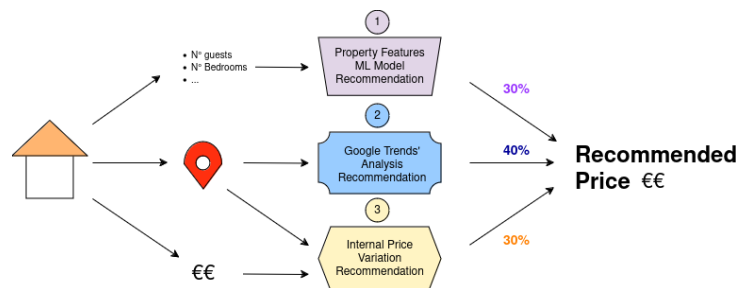 1
• N° guests
• N° Bedrooms
• ...
Property Features
ML Model
Recommendation
30%
2
Google Trends'
Analysis
Recommendation
40%
Recommended
Price €€
3
Internal Price
Variation
Recommendation
30%
€€